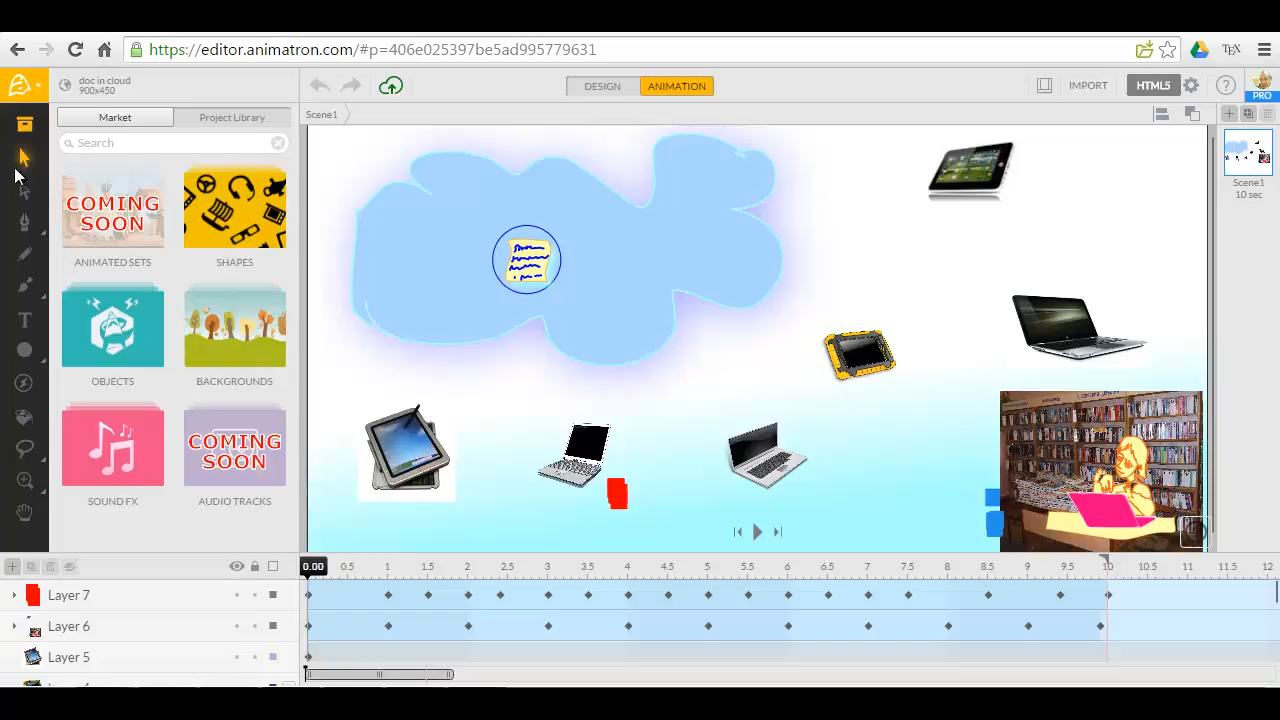 https://editor.animatron.com/#p=406e025397be5ad995779631
TEX
doc in cloud
900x450
DESIGN
ANIMATION
IMPORT
HTML5
?
PRO
Market
Project Library
Scene1
Search
COMING
SOON
ANIMATED SETS
SHAPES
OBJECTS
BACKGROUNDS
COMING
SOON
SOUND FX
AUDIO TRACKS
T
Scene1
10 sec
0.00 0.5 1 1.5 2 2.5 3 3.5 4 4.5 5 5.5 6 6.5 7 7.5 8 8.5 9 9.5 10 10.5 11 11.5 12
Layer 7
Layer 6
Layer 5